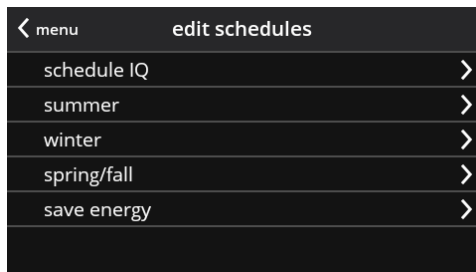 menu edit schedules
schedule IQ
summer
winter
spring/fall
save energy